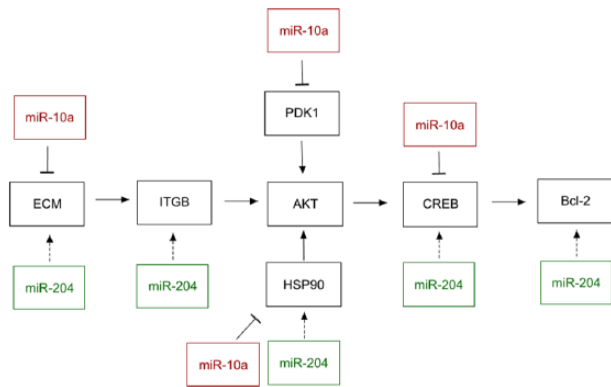 miR-10a
PDK1
miR-10a
miR-10a
ECM
ITGB
AKT
CREB
Bcl-2
miR-204
miR-204
HSP90
miR-204
miR-204
miR-10a
miR-204